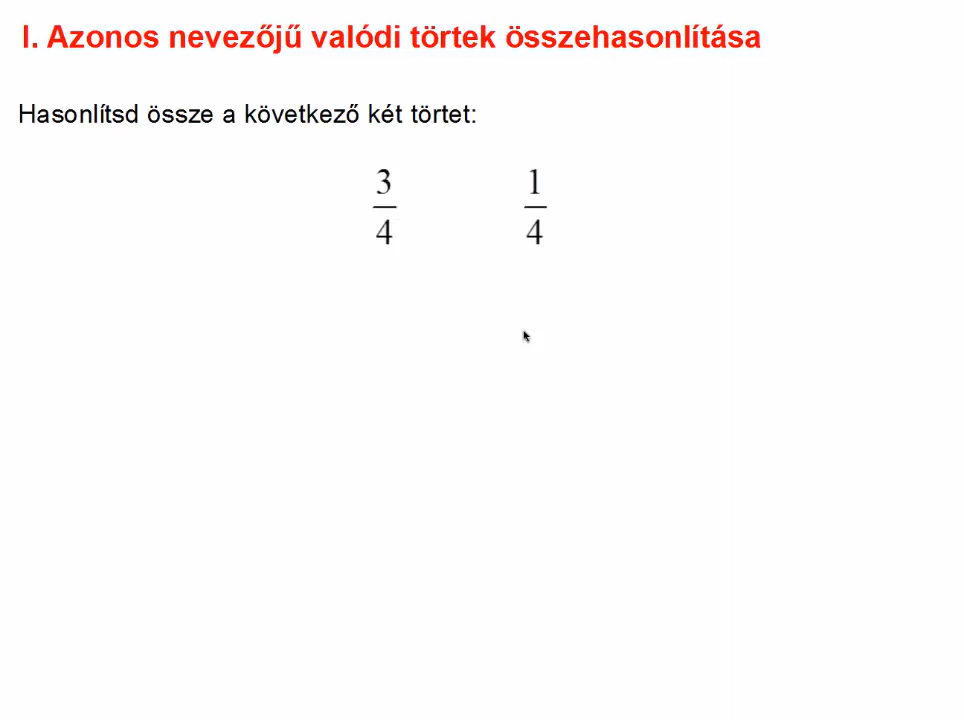 I. Azonos nevezőjű valódi törtek összehasonlítása
Hasonlítsd össze a következő két törtet:
3/4 1/4